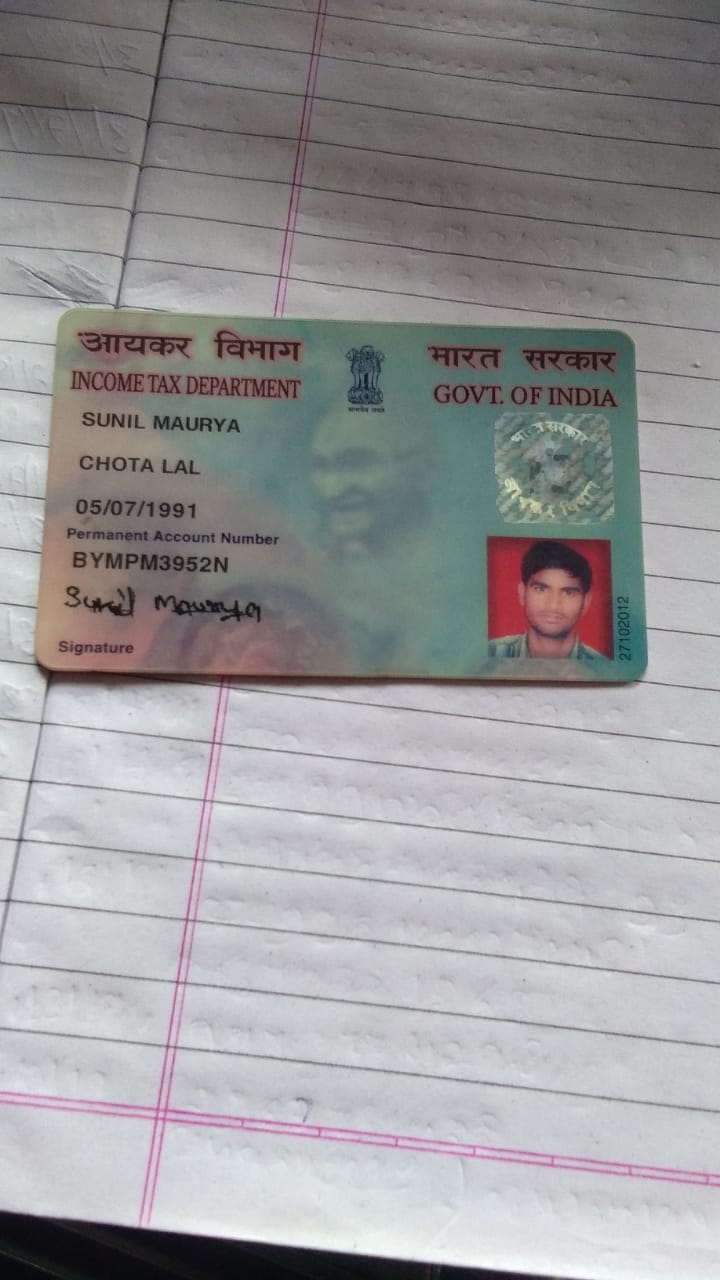 आयकर विभाग
INCOME TAX DEPARTMENT
सत्यमेव जयते
भारत सरकार
GOVT. OF INDIA
SUNIL MAURYA
CHOTA LAL
05/07/1991
Permanent Account Number
BYMPM3952N
Sunil Maurya
Signature
भारत सरकार
आयकर विभाग
27102012